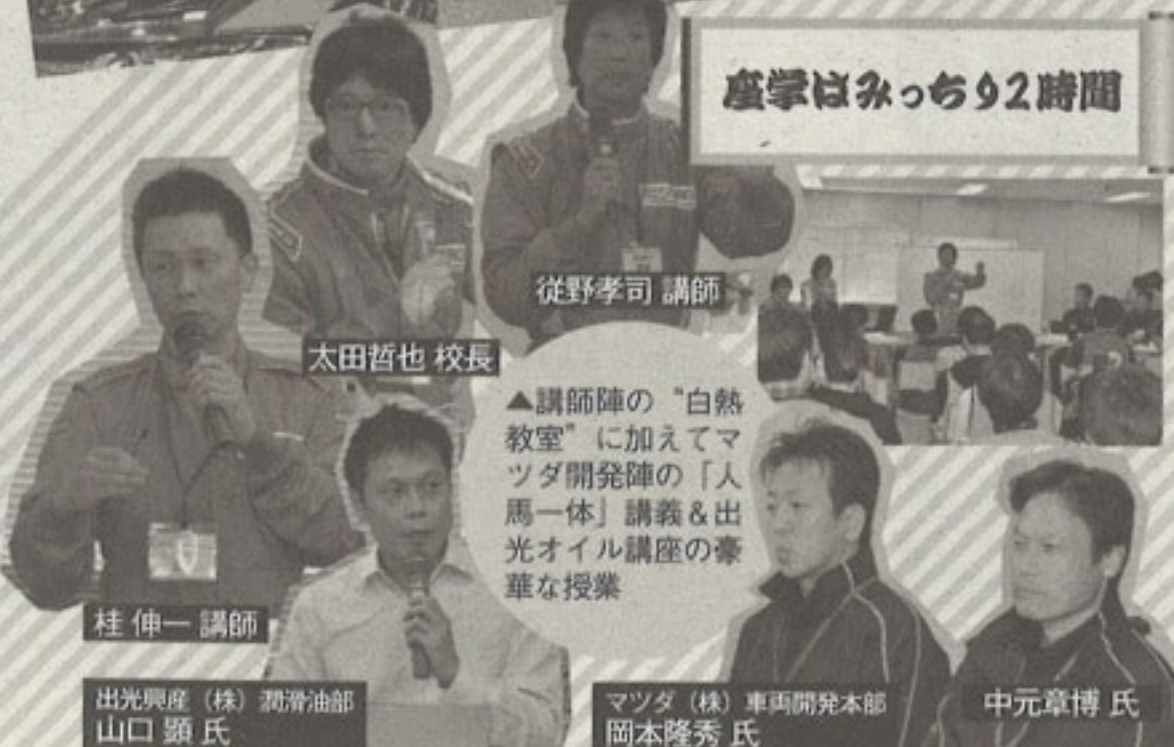 座学はみっちり2時間
従野孝司 講師
太田哲也 校長
▲講師陣の“白熱
教室”に加えてマ
ツダ開発陣の「人
馬一体」講義＆出
光オイル講座の豪
華な授業
桂 伸一 講師
出光興産（株）潤滑油部
山口 顕 氏
マツダ（株）車両開発本部
岡本隆秀 氏
中元章博 氏